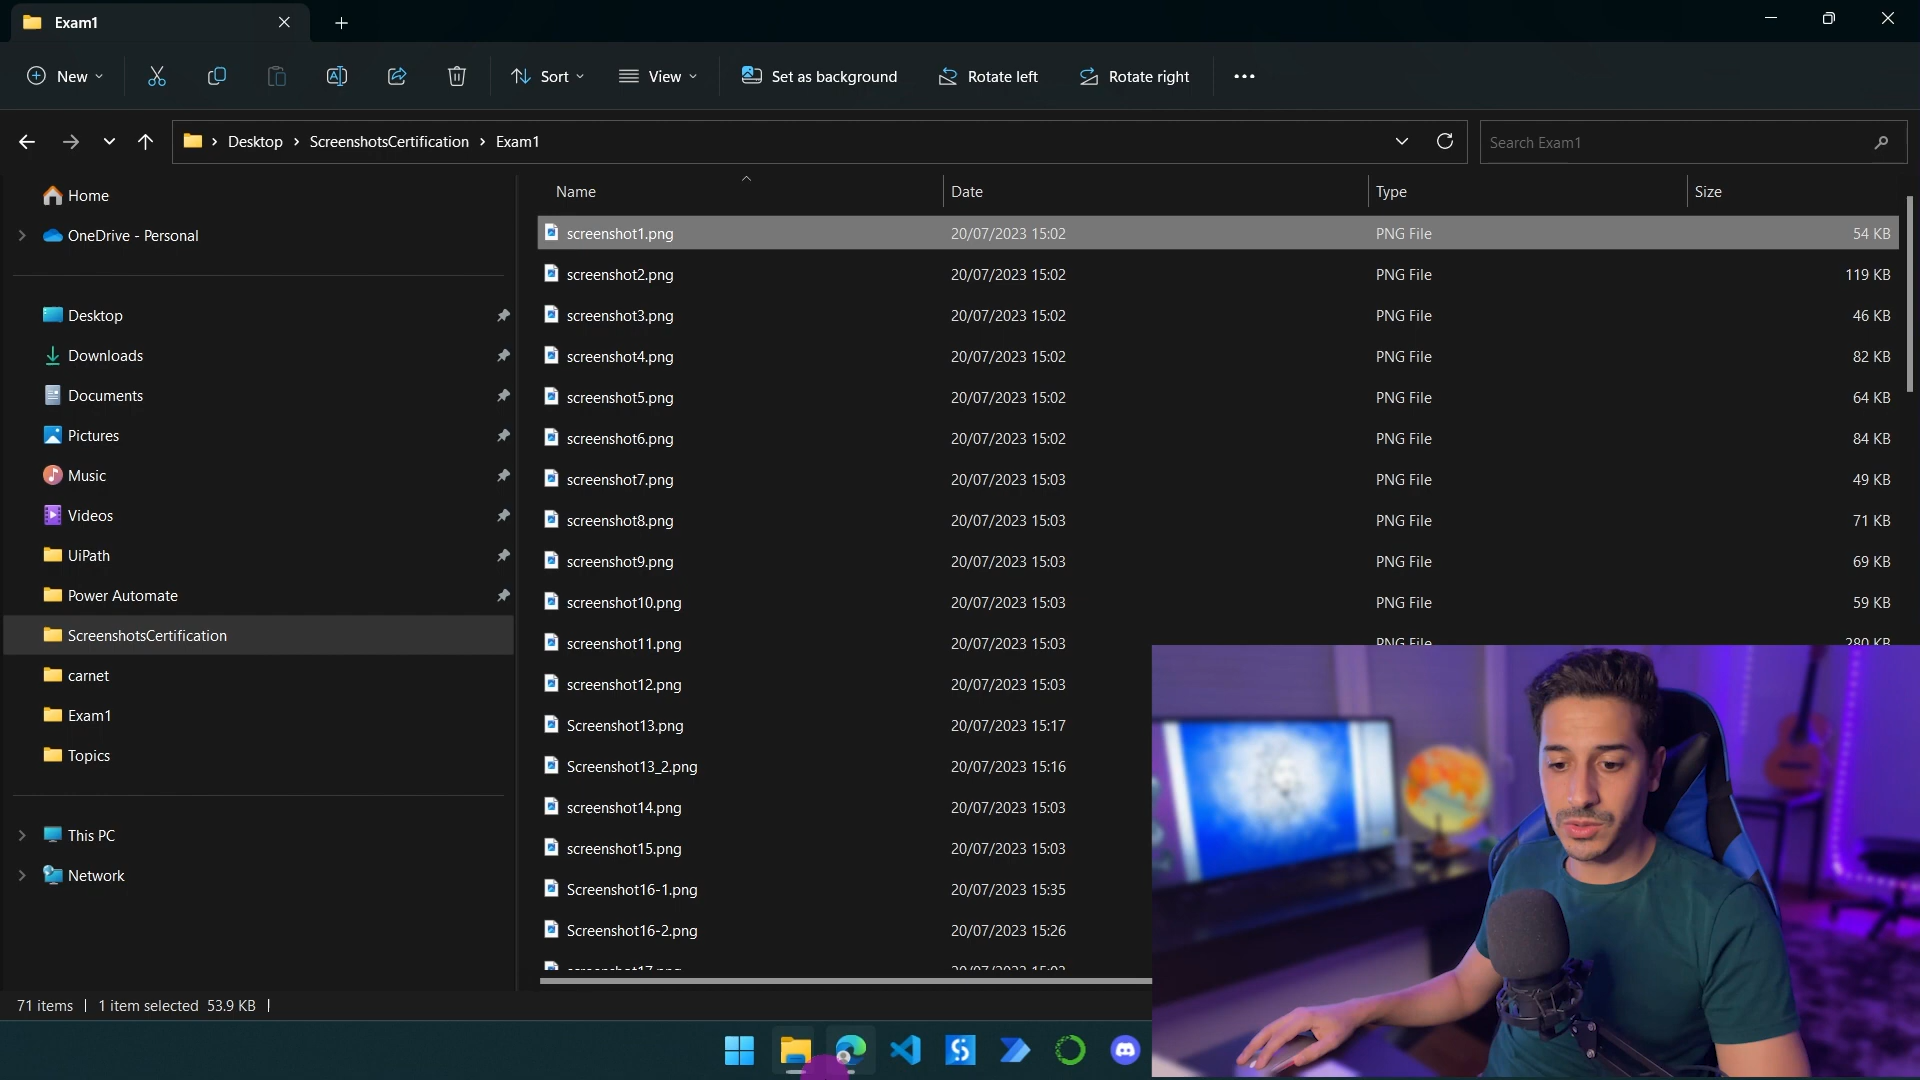 Exam1
New
Sort
View
Set as background
Rotate left
Rotate right
Desktop > ScreenshotsCertification > Exam1
Search Exam1
Home
OneDrive - Personal
Desktop
Downloads
Documents
Pictures
Music
Videos
UiPath
Power Automate
ScreenshotsCertification
carnet
Exam1
Topics
This PC
Network
Name Date Type Size
screenshot1.png 20/07/2023 15:02 PNG File 54 KB
screenshot2.png 20/07/2023 15:02 PNG File 119 KB
screenshot3.png 20/07/2023 15:02 PNG File 46 KB
screenshot4.png 20/07/2023 15:02 PNG File 82 KB
screenshot5.png 20/07/2023 15:02 PNG File 64 KB
screenshot6.png 20/07/2023 15:02 PNG File 84 KB
screenshot7.png 20/07/2023 15:03 PNG File 49 KB
screenshot8.png 20/07/2023 15:03 PNG File 71 KB
screenshot9.png 20/07/2023 15:03 PNG File 69 KB
screenshot10.png 20/07/2023 15:03 PNG File 59 KB
screenshot11.png 20/07/2023 15:03 PNG File 280 KB
screenshot12.png 20/07/2023 15:03
Screenshot13.png 20/07/2023 15:17
Screenshot13_2.png 20/07/2023 15:16
screenshot14.png 20/07/2023 15:03
screenshot15.png 20/07/2023 15:03
Screenshot16-1.png 20/07/2023 15:35
Screenshot16-2.png 20/07/2023 15:26
71 items | 1 item selected 53.9 KB |